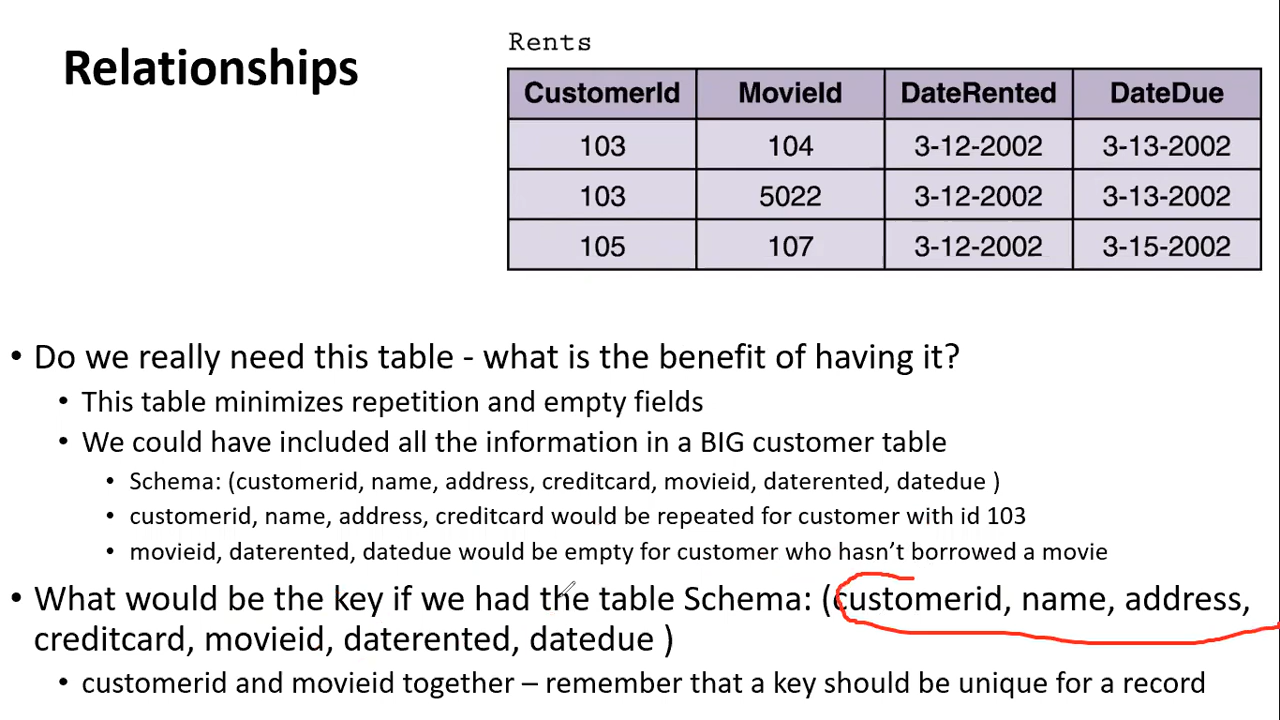 Relationships
Rents
CustomerId MovieId DateRented DateDue
103 104 3-12-2002 3-13-2002
103 5022 3-12-2002 3-13-2002
105 107 3-12-2002 3-15-2002
• Do we really need this table - what is the benefit of having it?
• This table minimizes repetition and empty fields
• We could have included all the information in a BIG customer table
• Schema: (customerid, name, address, creditcard, movieid, daterented, datedue )
• customerid, name, address, creditcard would be repeated for customer with id 103
• movieid, daterented, datedue would be empty for customer who hasn’t borrowed a movie
• What would be the key if we had the table Schema: (customerid, name, address,
creditcard, movieid, daterented, datedue )
• customerid and movieid together – remember that a key should be unique for a record